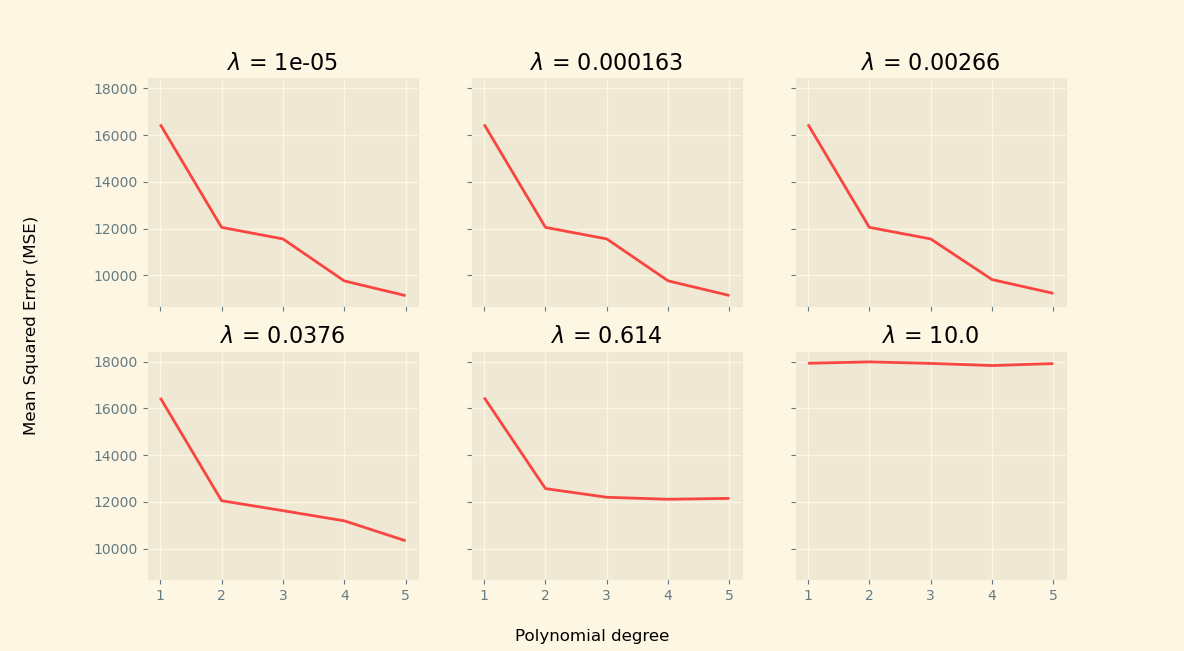 λ = 1e-05
λ = 0.000163
λ = 0.00266
18000
16000
14000
12000
10000
λ = 0.0376
λ = 0.614
λ = 10.0
18000
16000
14000
12000
10000
1 2 3 4 5
1 2 3 4 5
1 2 3 4 5
Mean Squared Error (MSE)
Polynomial degree